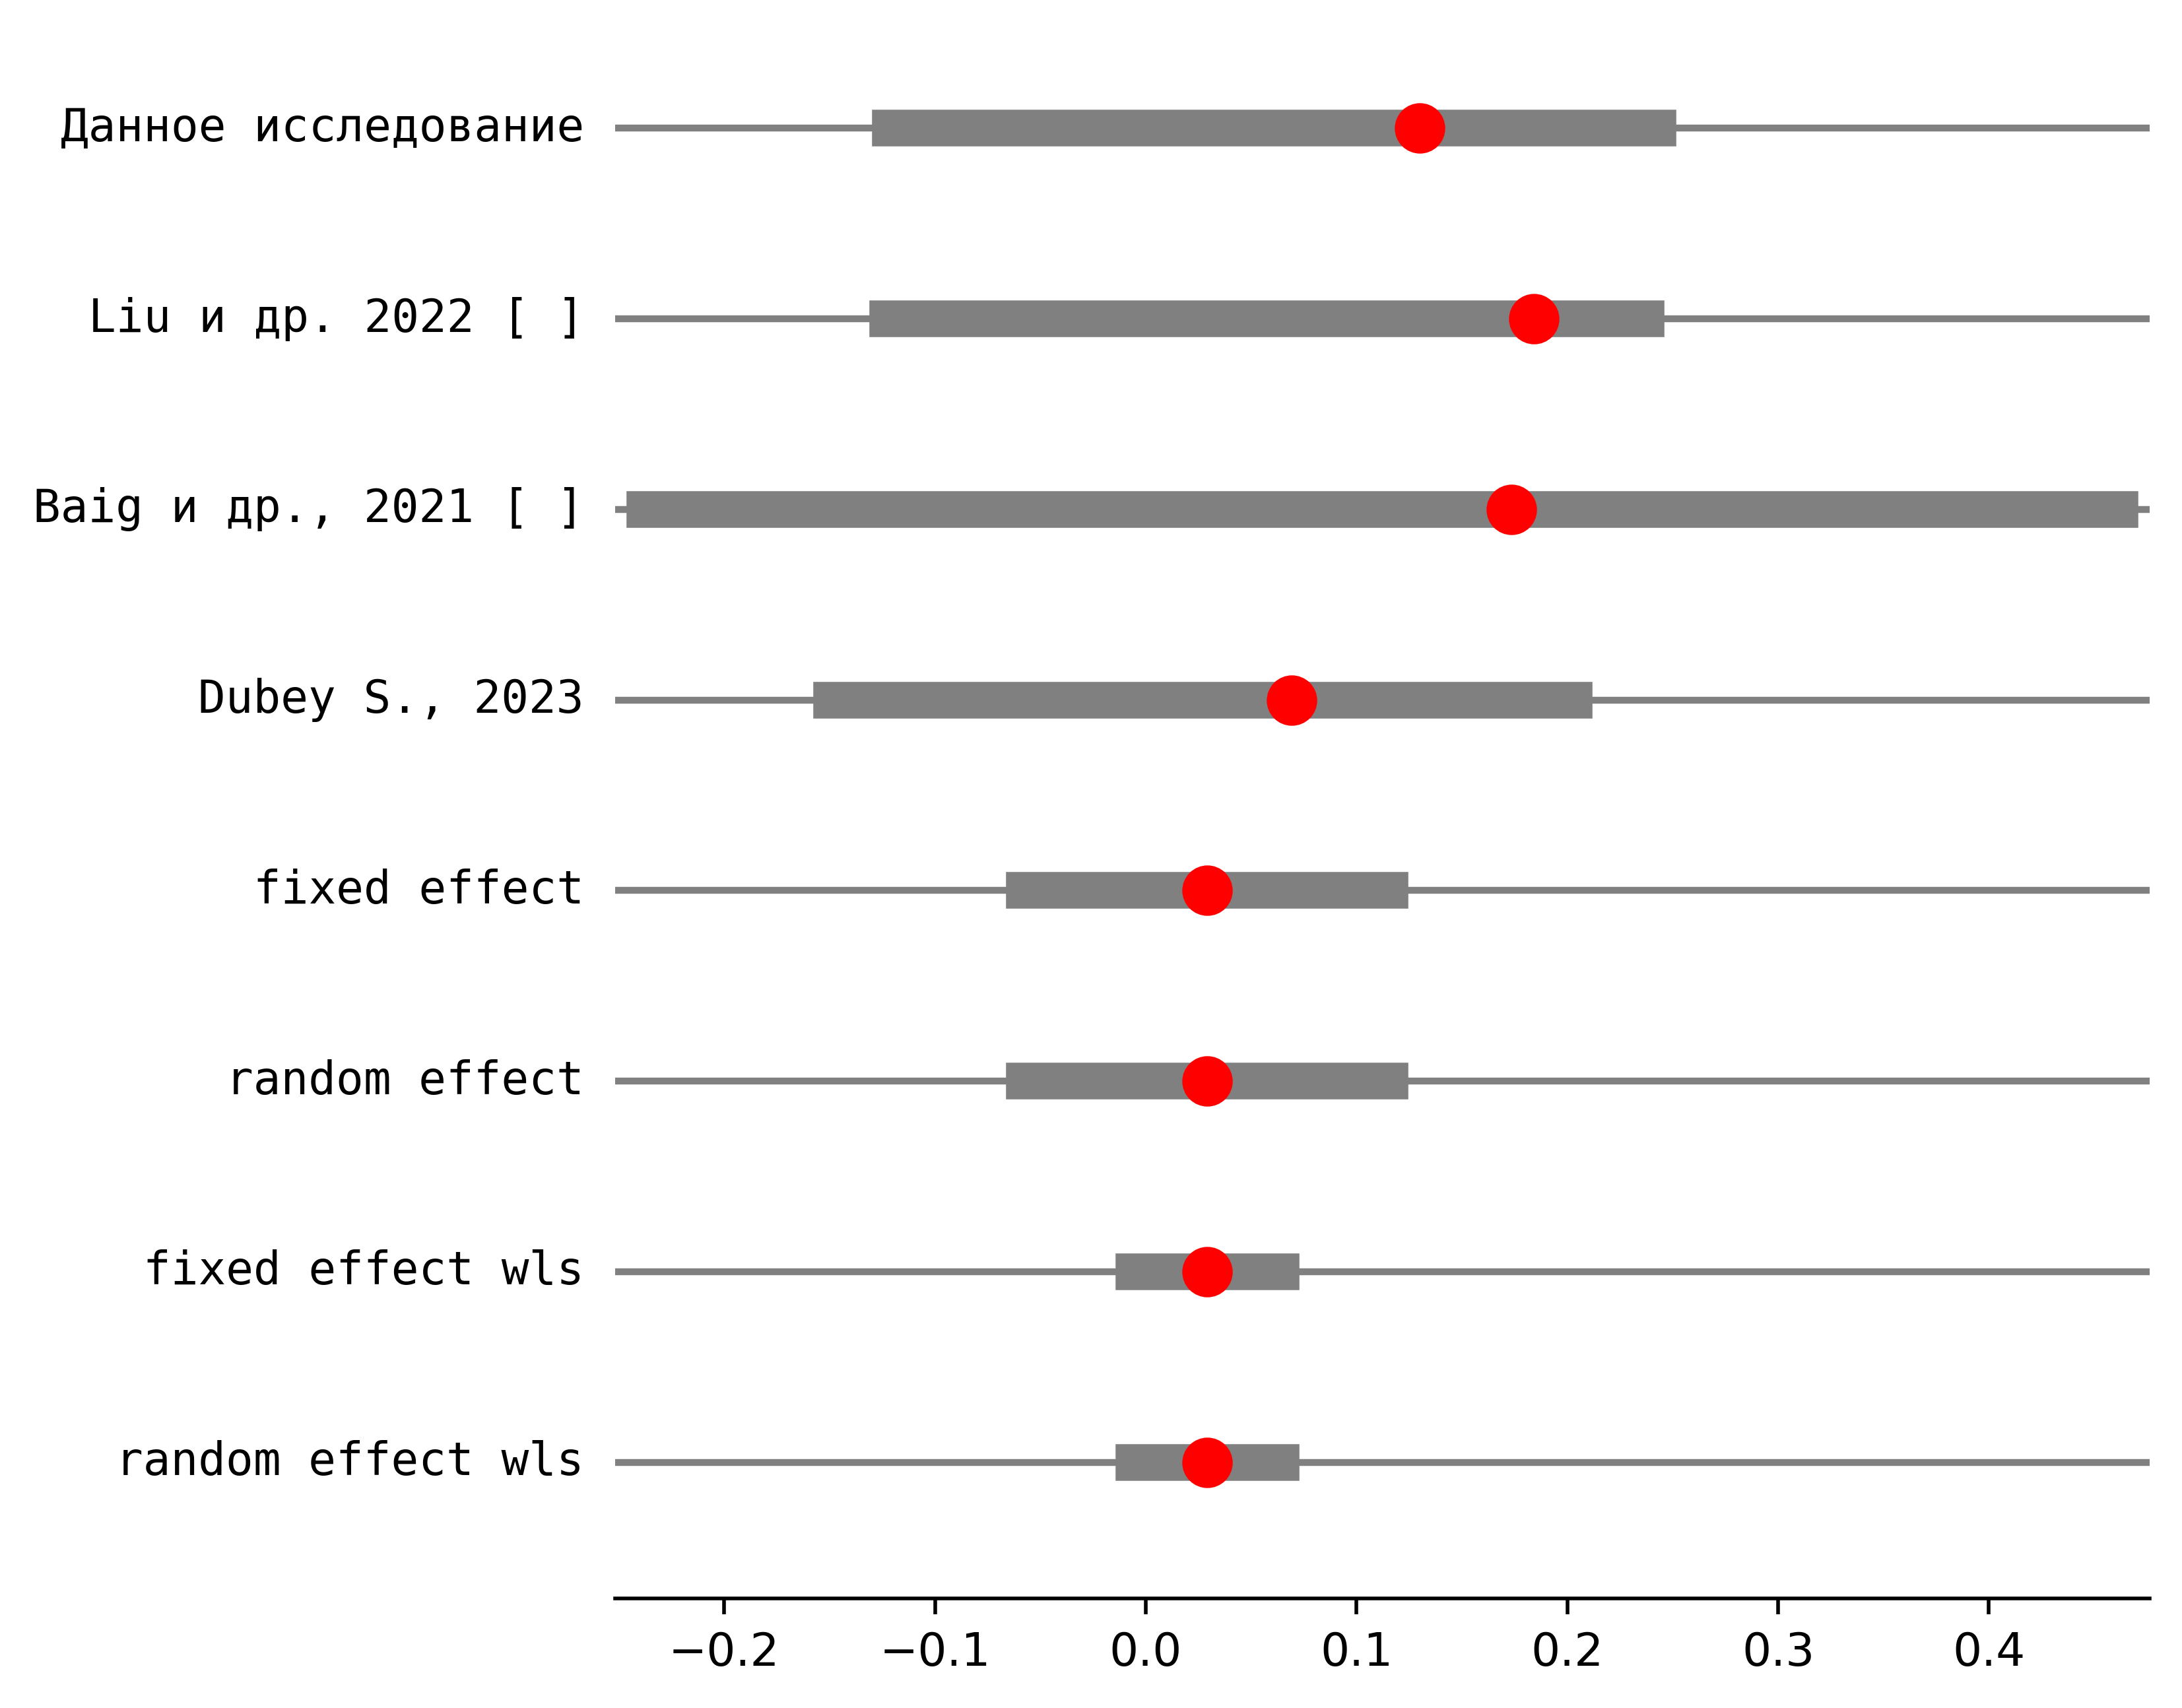 Данное исследование
Liu и др. 2022 [ ]
Baig и др., 2021 [ ]
Dubey S., 2023
fixed effect
random effect
fixed effect wls
random effect wls
−0.2 −0.1 0.0 0.1 0.2 0.3 0.4